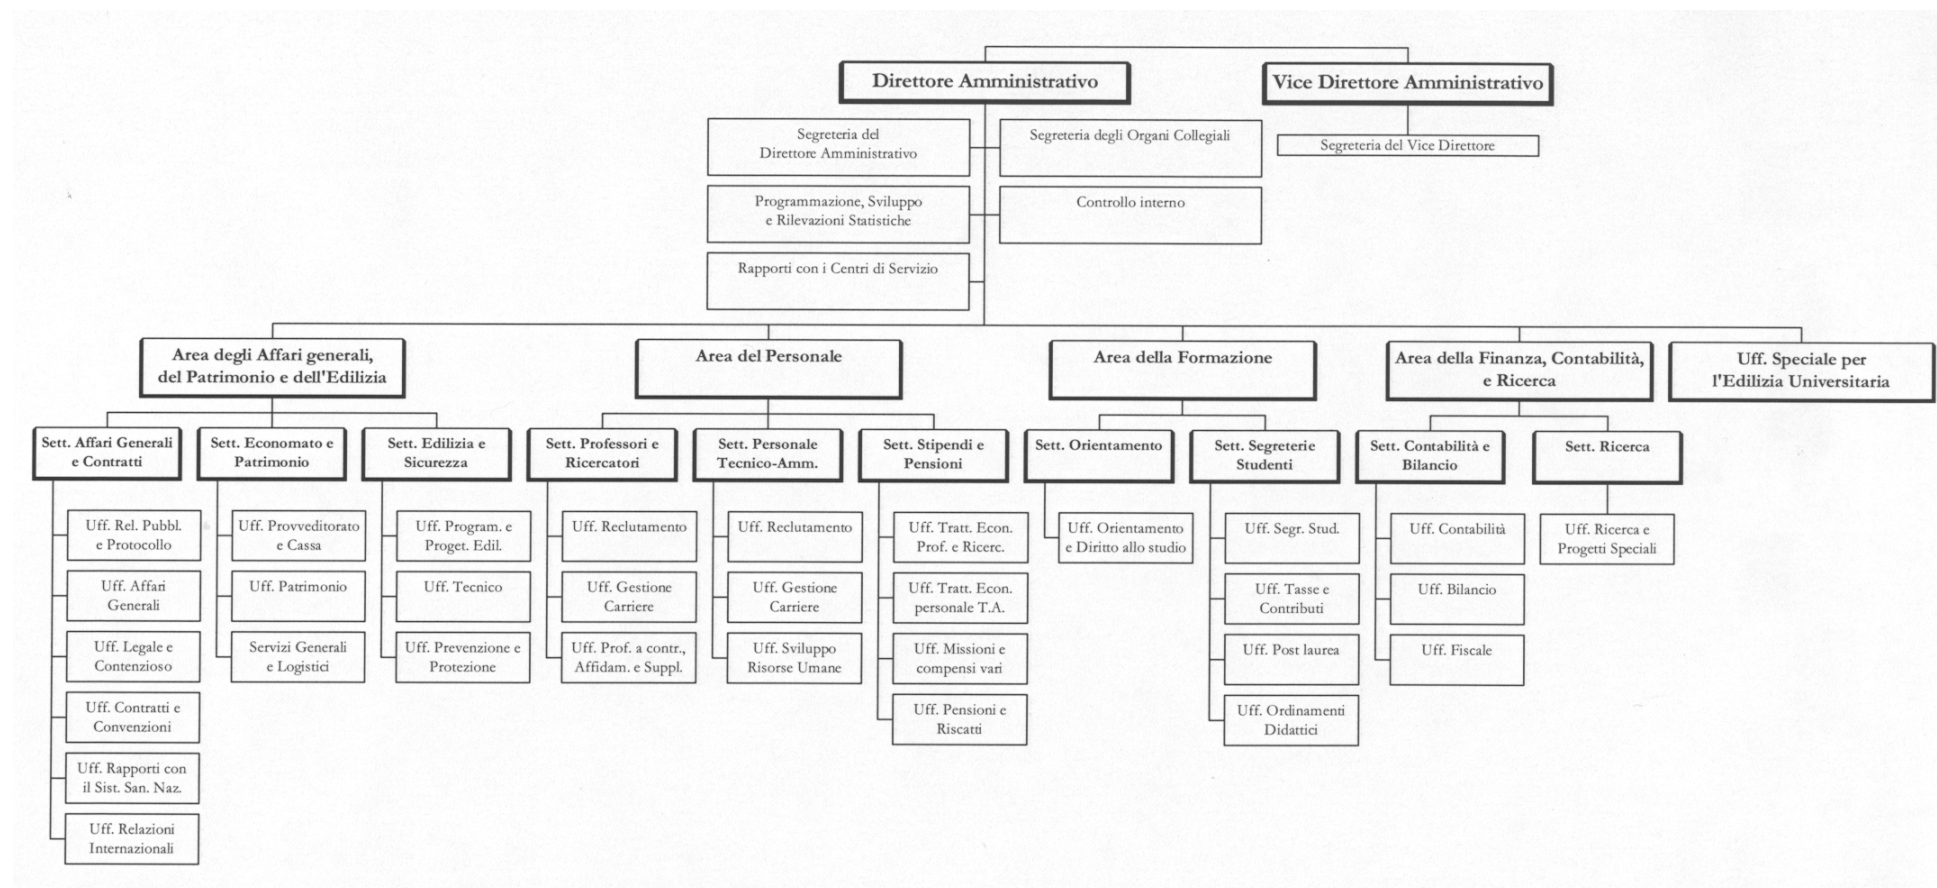 Direttore Amministrativo
Vice Direttore Amministrativo
Segreteria del
Direttore Amministrativo
Segreteria degli Organi Collegiali
Segreteria del Vice Direttore
Programmazione, Sviluppo
e Rilevazioni Statistiche
Controllo interno
Rapporti con i Centri di Servizio
Area degli Affari generali,
del Patrimonio e dell'Edilizia
Area del Personale
Area della Formazione
Area della Finanza, Contabilità,
e Ricerca
Uff. Speciale per
l'Edilizia Universitaria
Sett. Affari Generali
e Contratti
Sett. Economato e
Patrimonio
Sett. Edilizia e
Sicurezza
Sett. Professori e
Ricercatori
Sett. Personale
Tecnico-Amm.
Sett. Stipendi e
Pensioni
Sett. Orientamento
Sett. Segreterie
Studenti
Sett. Contabilità e
Bilancio
Sett. Ricerca
Uff. Rel. Pubbl.
e Protocollo
Uff. Affari
Generali
Uff. Legale e
Contenzioso
Uff. Contratti e
Convenzioni
Uff. Rapporti con
il Sist. San. Naz.
Uff. Relazioni
Internazionali
Uff. Provveditorato
e Cassa
Uff. Patrimonio
Servizi Generali
e Logistici
Uff. Program. e
Proget. Edil.
Uff. Tecnico
Uff. Prevenzione e
Protezione
Uff. Reclutamento
Uff. Gestione
Carriere
Uff. Prof. a contr.,
Affidam. e Suppl.
Uff. Reclutamento
Uff. Gestione
Carriere
Uff. Sviluppo
Risorse Umane
Uff. Tratt. Econ.
Prof. e Ricerc.
Uff. Tratt. Econ.
personale T.A.
Uff. Missioni e
compensi vari
Uff. Pensioni e
Riscatti
Uff. Orientamento
e Diritto allo studio
Uff. Segr. Stud.
Uff. Tasse e
Contributi
Uff. Post laurea
Uff. Ordinamenti
Didattici
Uff. Contabilità
Uff. Bilancio
Uff. Fiscale
Uff. Ricerca e
Progetti Speciali